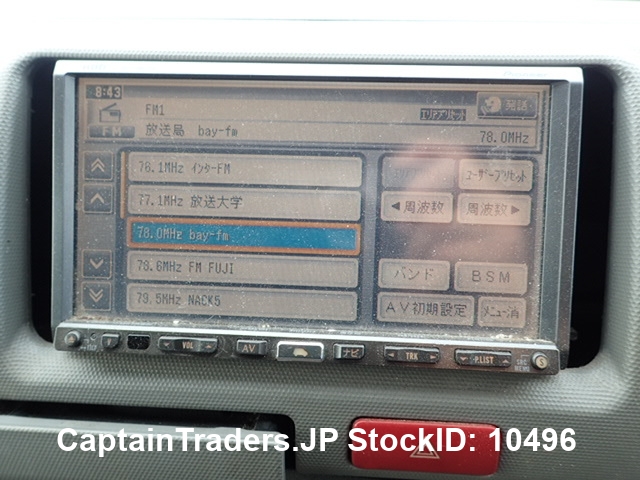 8:43
FM1
エリアプリセット
発話
FM
放送局 bay-fm
78.0MHz
76.1MHz インターFM
ユーザープリセット
77.1MHz 放送大学
◀周波数
周波数▶
78.0MHz bay-fm
78.6MHz FM FUJI
バンド
BSM
79.5MHz NACK5
AV初期設定
メニュー消
VOL
AV
ナビ
TRK
P.LIST
CaptainTraders.JP StockID: 10496